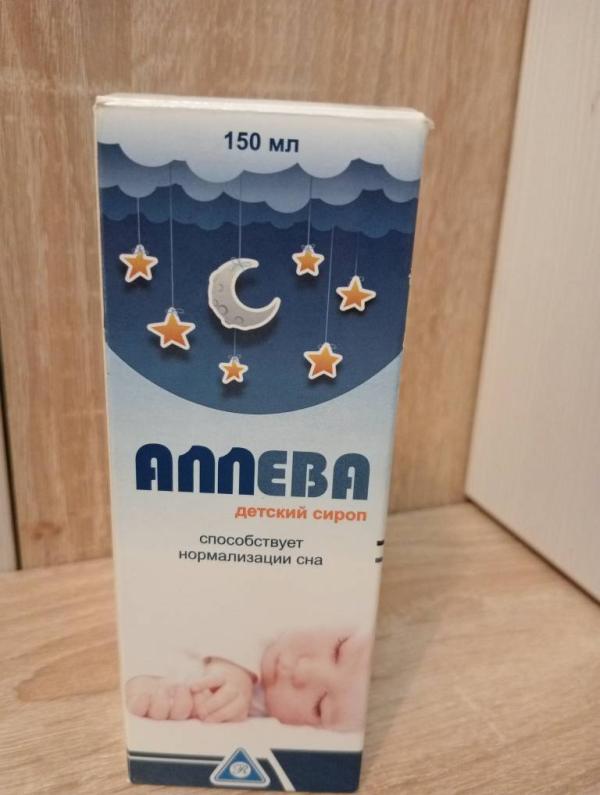 150 мл
АЛЛЕВА
детский сироп
способствует
нормализации сна
R